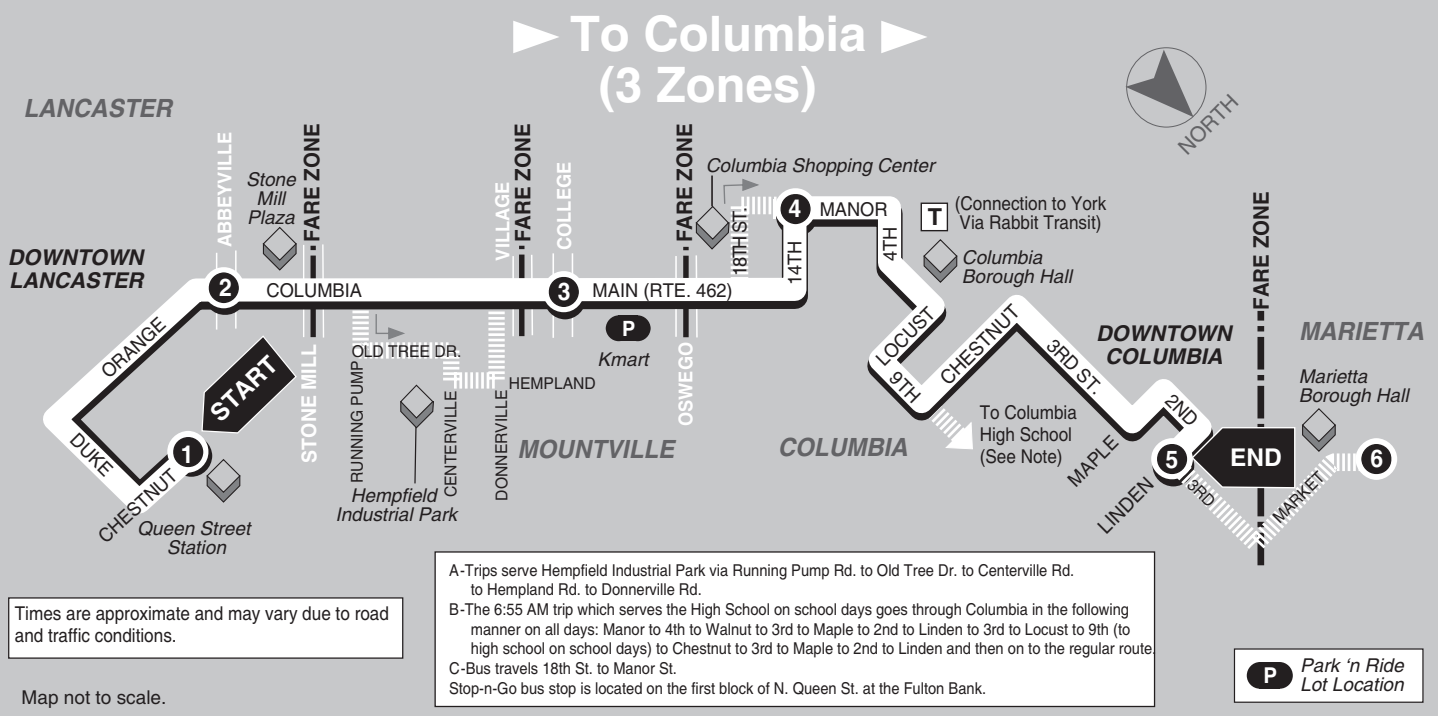 To Columbia
(3 Zones)
NORTH
LANCASTER
DOWNTOWN
LANCASTER
ABBEYVILLE
Stone
Mill
Plaza
FARE ZONE
VILLAGE
FARE ZONE
COLLEGE
FARE ZONE
Columbia Shopping Center
18TH ST.
4
MANOR
14TH
4TH
T
(Connection to York
Via Rabbit Transit)
Columbia
Borough Hall
FARE ZONE
2
COLUMBIA
3
MAIN (RTE. 462)
P
Kmart
ORANGE
START
STONE MILL
OLD TREE DR.
RUNNING PUMP
CENTERVILLE
HEMPLAND
DONNERVILLE
OSWEGO
MOUNTVILLE
Hempfield
Industrial Park
DUKE
1
CHESTNUT
Queen Street
Station
LOCUST
9TH
CHESTNUT
3RD ST.
DOWNTOWN
COLUMBIA
MARIETTA
Marietta
Borough Hall
COLUMBIA
To Columbia
High School
(See Note)
MAPLE
2ND
LINDEN
5
END
3RD
MARKET
6
Times are approximate and may vary due to road
and traffic conditions.
Map not to scale.
A-Trips serve Hempfield Industrial Park via Running Pump Rd. to Old Tree Dr. to Centerville Rd.
to Hempland Rd. to Donnerville Rd.
B-The 6:55 AM trip which serves the High School on school days goes through Columbia in the following
manner on all days: Manor to 4th to Walnut to 3rd to Maple to 2nd to Linden to 3rd to Locust to 9th (to
high school on school days) to Chestnut to 3rd to Maple to 2nd to Linden and then on to the regular route.
C-Bus travels 18th St. to Manor St.
Stop-n-Go bus stop is located on the first block of N. Queen St. at the Fulton Bank.
P
Park ‘n Ride
Lot Location